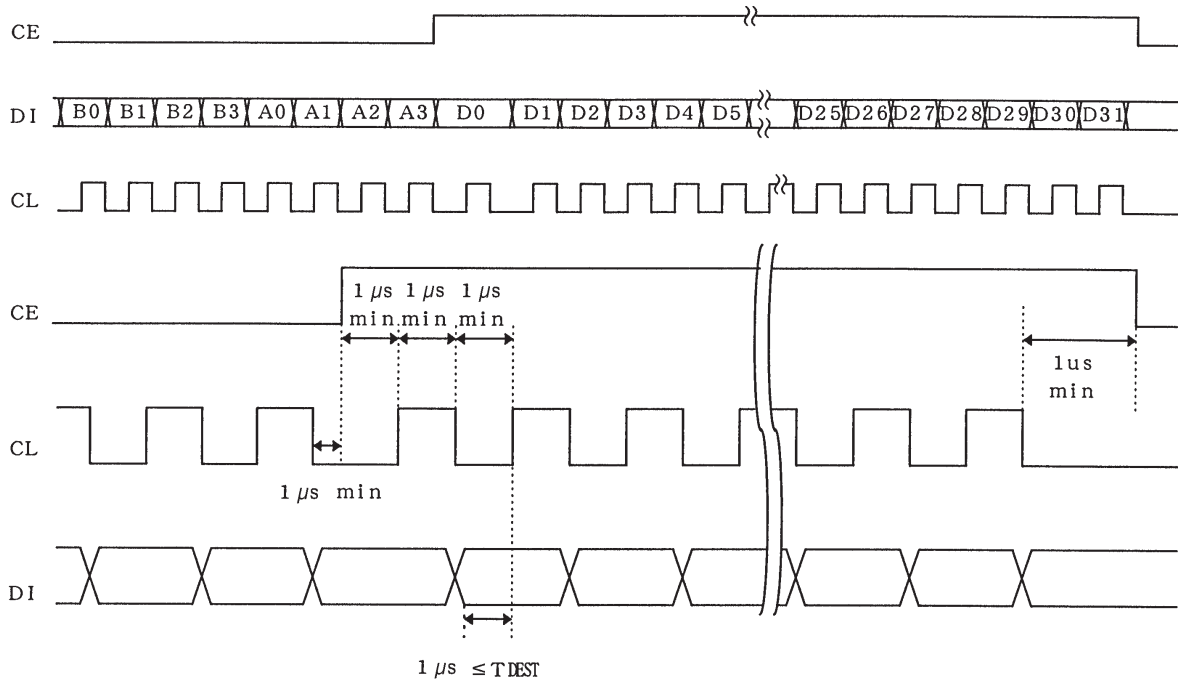 CE
DI B0 B1 B2 B3 A0 A1 A2 A3 D0 D1 D2 D3 D4 D5 D25 D26 D27 D28 D29 D30 D31
CL
CE
1 μs 1 μs 1 μs
min min min
1us
min
CL
1 μs min
DI
1 μs ≤ T DEST